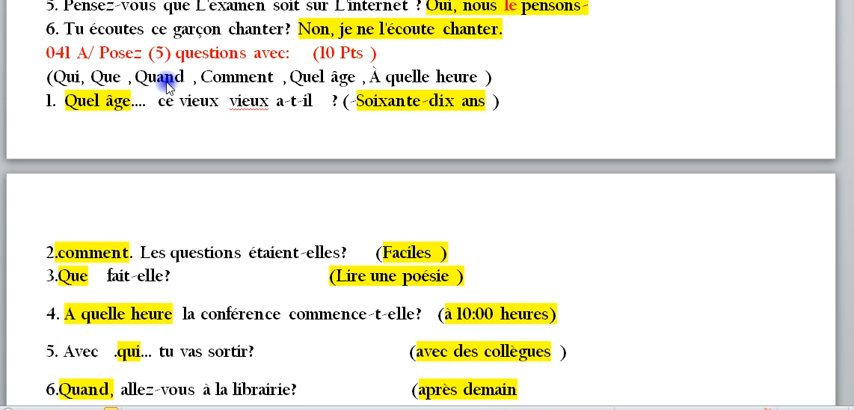 5. Pensez-vous que L'examen soit sur L'internet ? Oui, nous le pensons-
6. Tu écoutes ce garçon chanter? Non, je ne l'écoute chanter.
04l A/ Posez (5) questions avec: (10 Pts )
(Qui, Que ,Quand ,Comment ,Quel âge ,À quelle heure )
1. Quel âge.... ce vieux vieux a-t-il ? (-Soixante-dix ans )
2.comment. Les questions étaient-elles? (Faciles )
3.Que fait-elle? (Lire une poésie )
4. A quelle heure la conférence commence-t-elle? (à 10:00 heures)
5. Avec .qui... tu vas sortir? (avec des collègues )
6.Quand, allez-vous à la librairie? (après demain